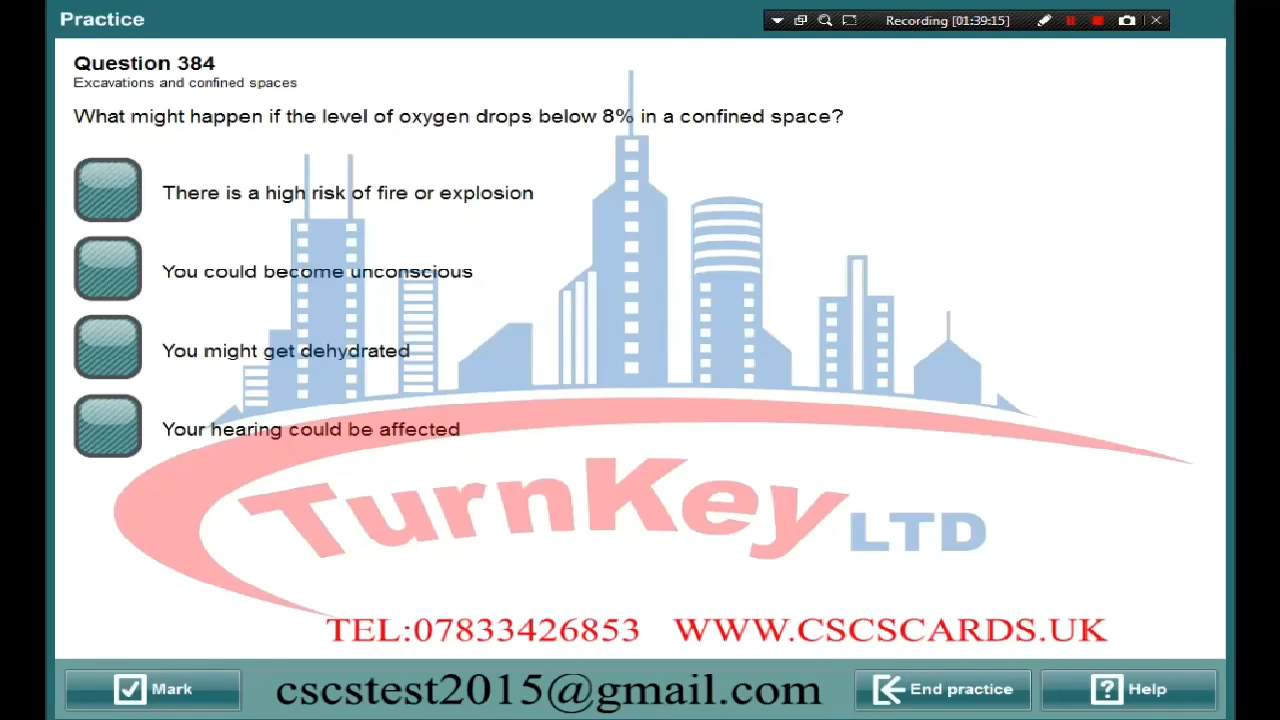 Practice
Recording [01:39:15]
Question 384
Excavations and confined spaces
What might happen if the level of oxygen drops below 8% in a confined space?
There is a high risk of fire or explosion
You could become unconscious
You might get dehydrated
Your hearing could be affected
TurnKey LTD
TEL:07833426853 WWW.CSCSCARDS.UK
Mark cscstest2015@gmail.com End practice Help